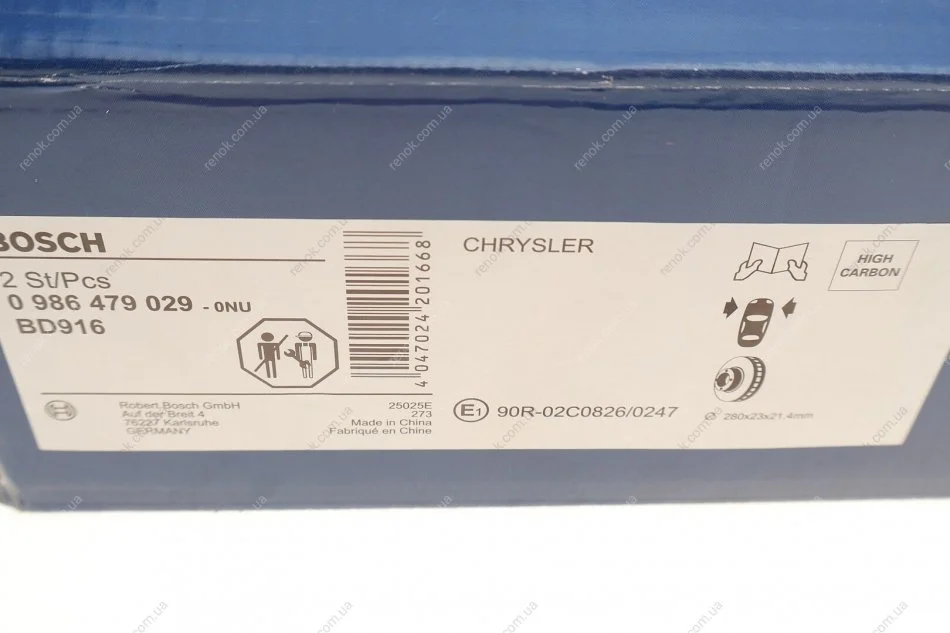 BOSCH
2 St/Pcs
0 986 479 029 - 0NU
BD916
4 047024 201668
Robert Bosch GmbH
Auf der Breit 4
76227 Karlsruhe
GERMANY
25025E
273
Made in China
Fabriqué en Chine
CHRYSLER
E1 90R-02C0826/0247
HIGH
CARBON
Ø 280x23x21.4mm
renok.com.ua